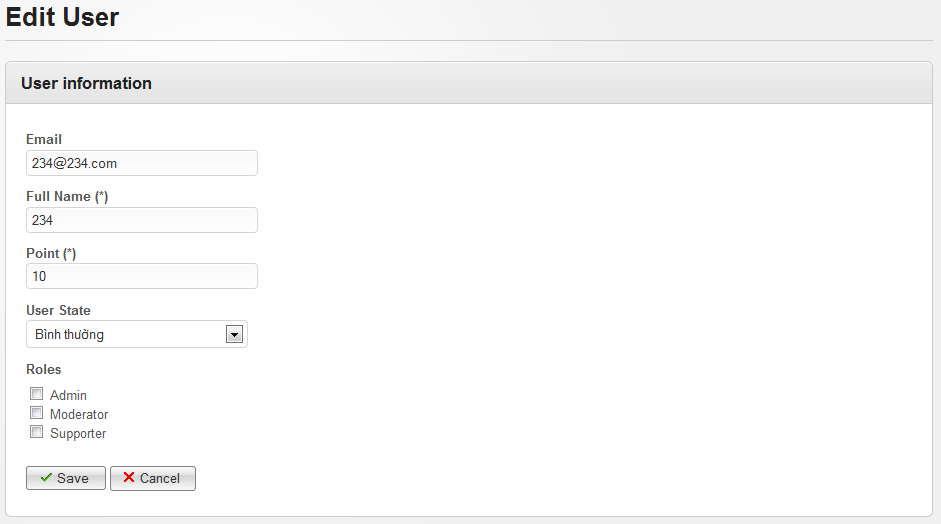 Edit User
User information
Email
234@234.com
Full Name (*)
234
Point (*)
10
User State
Bình thường
Roles
Admin
Moderator
Supporter
Save Cancel